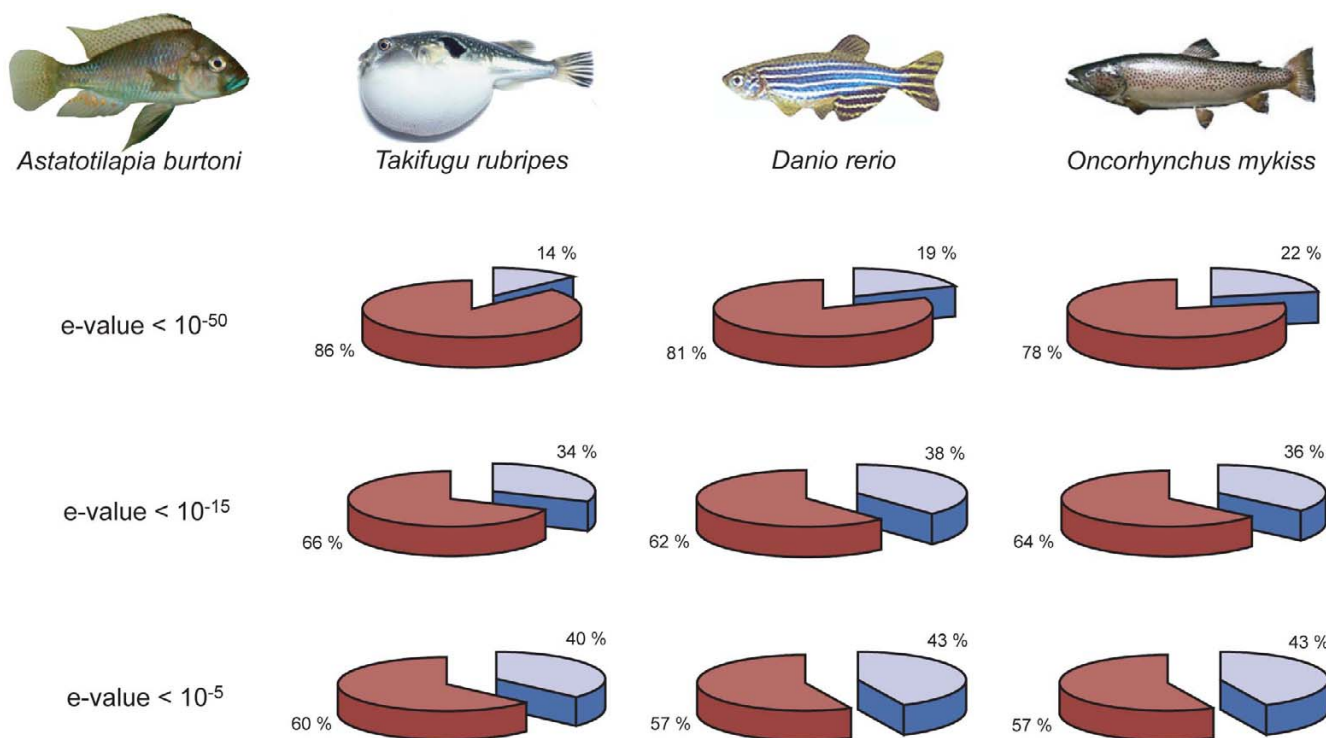 Astatotilapia burtoni
Takifugu rubripes
Danio rerio
Oncorhynchus mykiss
e-value < 10⁻⁵⁰
14 %
86 %
19 %
81 %
22 %
78 %
e-value < 10⁻¹⁵
34 %
66 %
38 %
62 %
36 %
64 %
e-value < 10⁻⁵
40 %
60 %
43 %
57 %
43 %
57 %